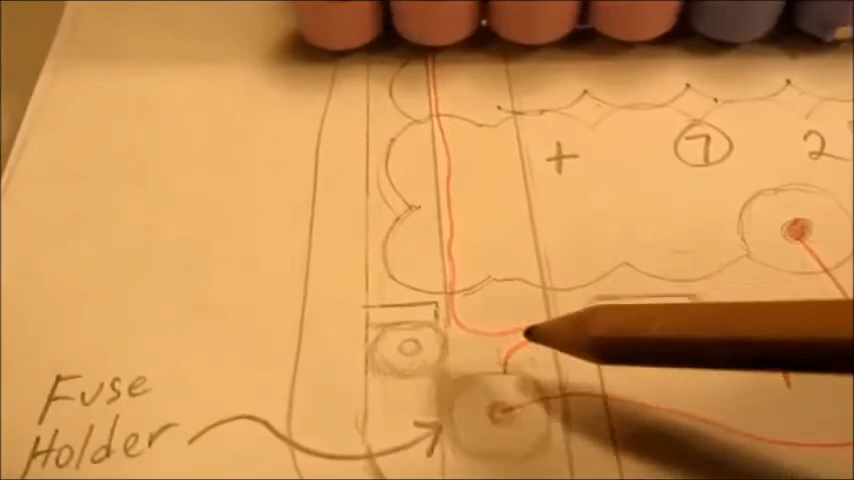 + ⑦ 2
Fuse
Holder